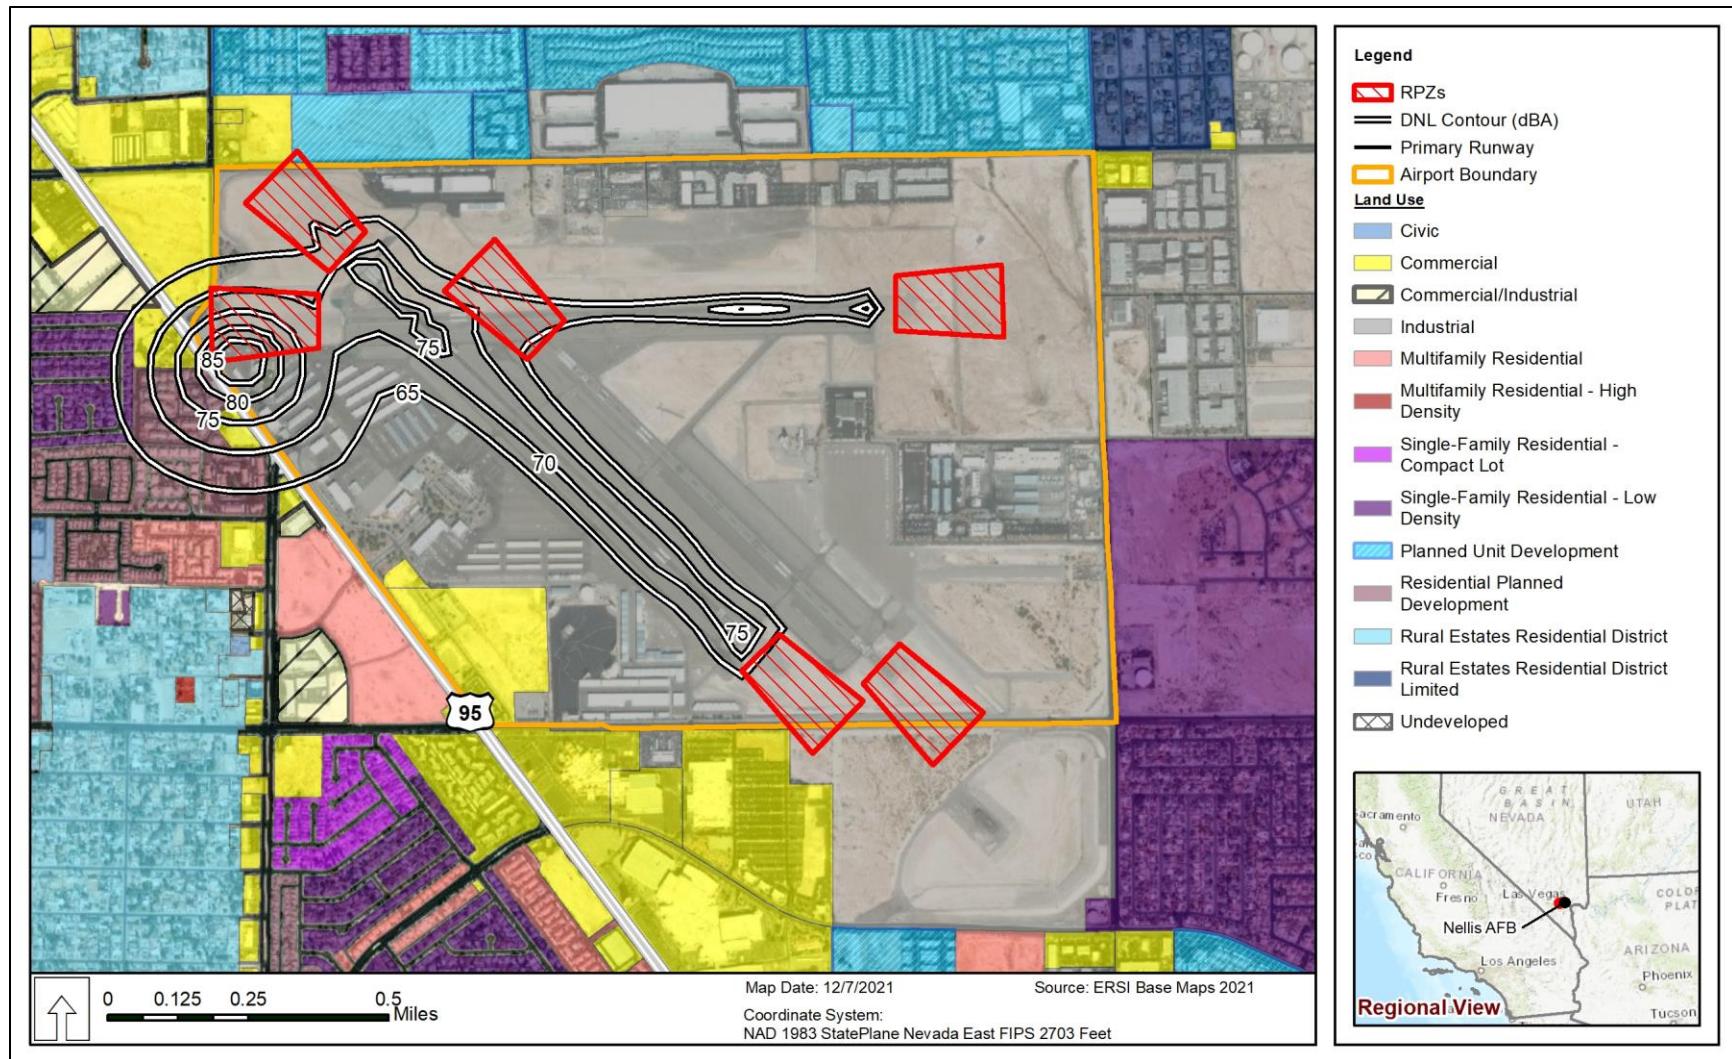 85
80
75
65
75
70
75
95
0 0.125 0.25 0.5
Miles
Map Date: 12/7/2021
Source: ERSI Base Maps 2021
Coordinate System:
NAD 1983 StatePlane Nevada East FIPS 2703 Feet
Legend
RPZs
DNL Contour (dBA)
Primary Runway
Airport Boundary
Land Use
Civic
Commercial
Commercial/Industrial
Industrial
Multifamily Residential
Multifamily Residential - High
Density
Single-Family Residential -
Compact Lot
Single-Family Residential - Low
Density
Planned Unit Development
Residential Planned
Development
Rural Estates Residential District
Rural Estates Residential District
Limited
Undeveloped
GREAT
BASIN
NEVADA
UTAH
acramento
CALIFORNIA
Fresno
Las Vegas
COLO
PLAT
Nellis AFB
ARIZONA
Los Angeles
Phoenix
Tucson
Regional View